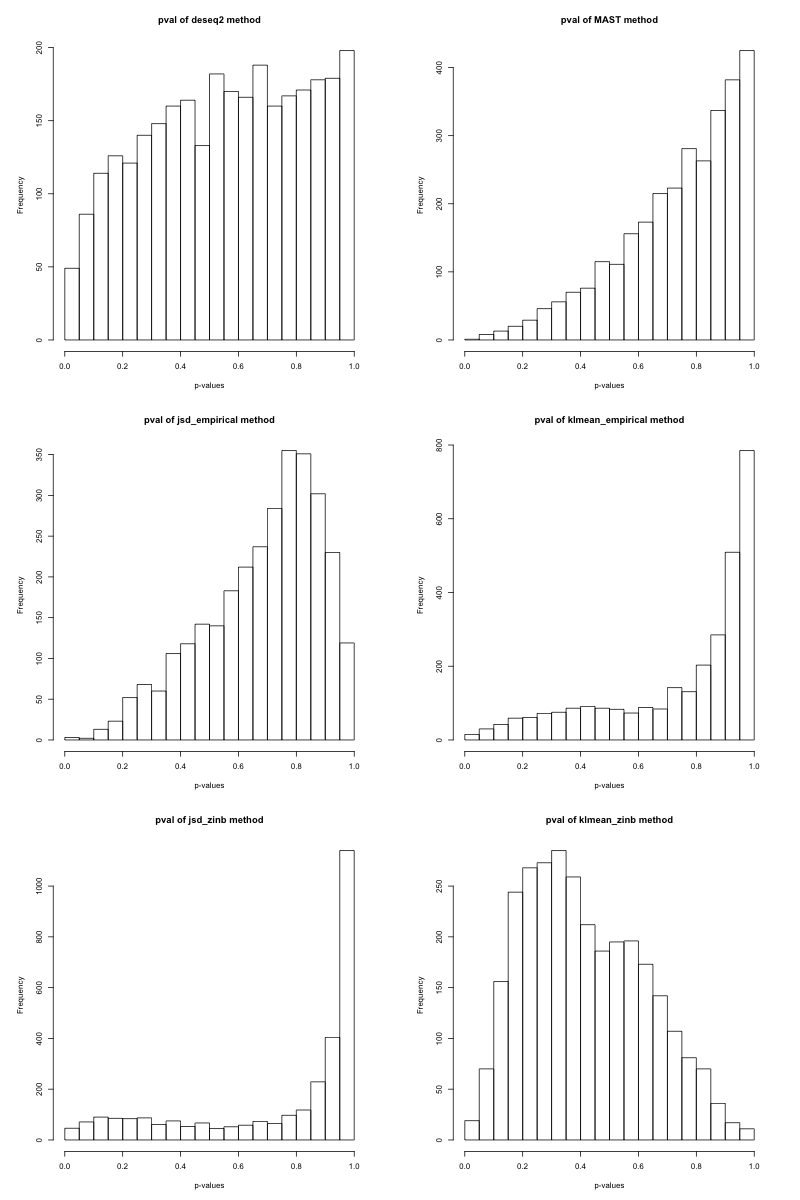 pval of deseq2 method
Frequency
0
50
100
150
200
0.0 0.2 0.4 0.6 0.8 1.0
p-values
pval of MAST method
Frequency
0
100
200
300
400
0.0 0.2 0.4 0.6 0.8 1.0
p-values
pval of jsd_empirical method
Frequency
0
50
100
150
200
250
300
350
0.0 0.2 0.4 0.6 0.8 1.0
p-values
pval of klmean_empirical method
Frequency
0
200
400
600
800
0.0 0.2 0.4 0.6 0.8 1.0
p-values
pval of jsd_zinb method
Frequency
0
200
400
600
800
1000
0.0 0.2 0.4 0.6 0.8 1.0
p-values
pval of klmean_zinb method
Frequency
0
50
100
150
200
250
0.0 0.2 0.4 0.6 0.8 1.0
p-values